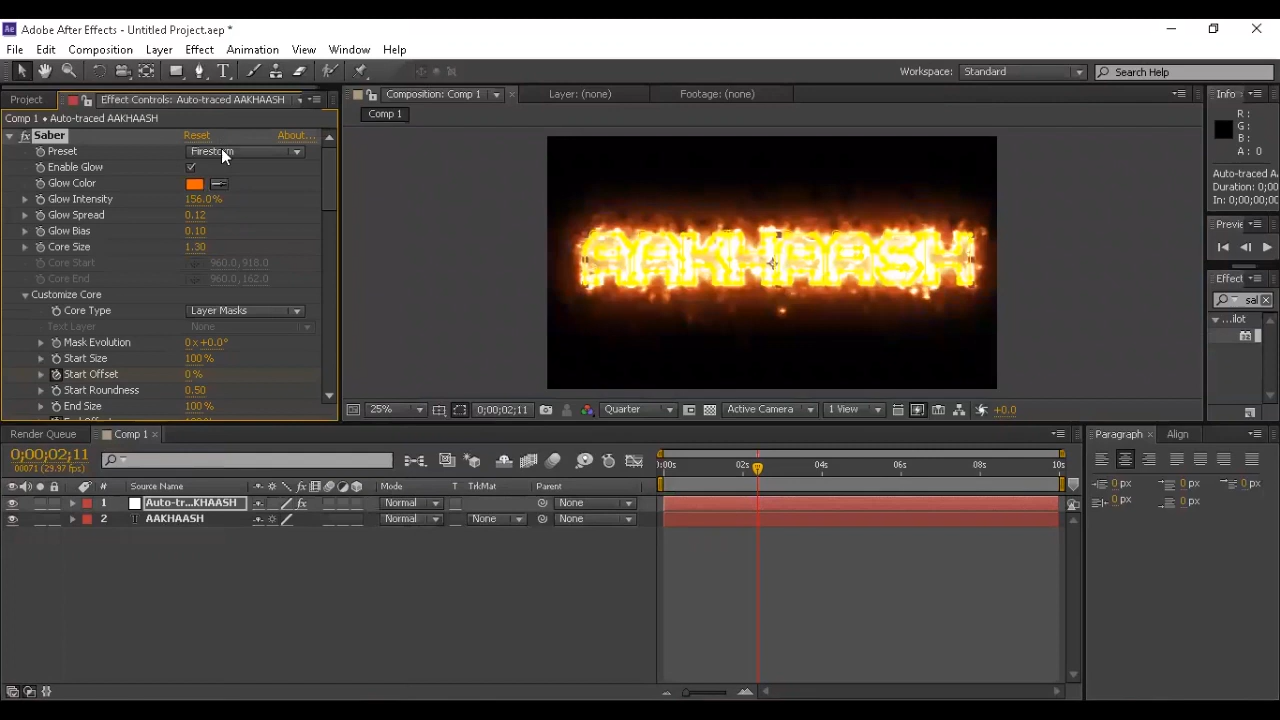 Adobe After Effects - Untitled Project.aep *
File Edit Composition Layer Effect Animation View Window Help
Workspace: Standard Search Help
Project Effect Controls: Auto-traced AAKHAASH Composition: Comp 1 Layer: (none) Footage: (none) Info
Comp 1 • Auto-traced AAKHAASH
Comp 1
Saber Reset About...
Preset Firestorm
Enable Glow
Glow Color
Glow Intensity 156.0%
Glow Spread 0.12
Glow Bias 0.10
Core Size 1.30
Core Start 960.0,918.0
Core End 960.0,162.0
Customize Core
Core Type Layer Masks
Text Layer None
Mask Evolution 0x+0.0°
Start Size 100%
Start Offset 0%
Start Roundness 0.50
End Size 100%
AAKHAASH
R:
G:
B:
A: 0
Auto-traced A
Duration: 0;0
In: 0;00;00;0
Previe
Effect
sal
...ilot
25% 0;00;02;11 Quarter Active Camera 1 View +0.0
Render Queue Comp 1 Paragraph Align
0;00;02;11
00071 (29.97 fps)
:00s 02s 04s 06s 08s 10s
# Source Name Mode T TrkMat Parent
1 Auto-tr...KHAASH Normal None
2 T AAKHAASH Normal None None
0 px 0 px 0 px
0 px 0 px